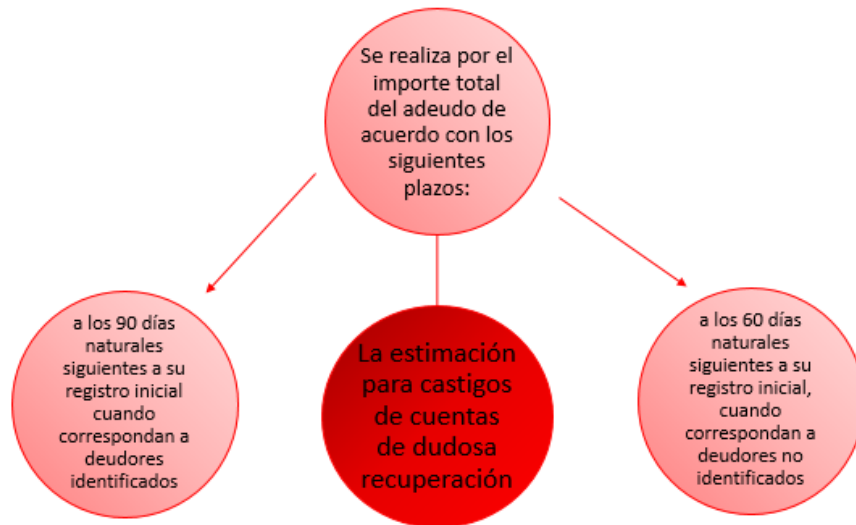 Se realiza por el
importe total
del adeudo de
acuerdo con los
siguientes
plazos:
a los 90 días
naturales
siguientes a su
registro inicial
cuando
correspondan a
deudores
identificados
La estimación
para castigos
de cuentas
de dudosa
recuperación
a los 60 días
naturales
siguientes a su
registro inicial,
cuando
correspondan a
deudores no
identificados